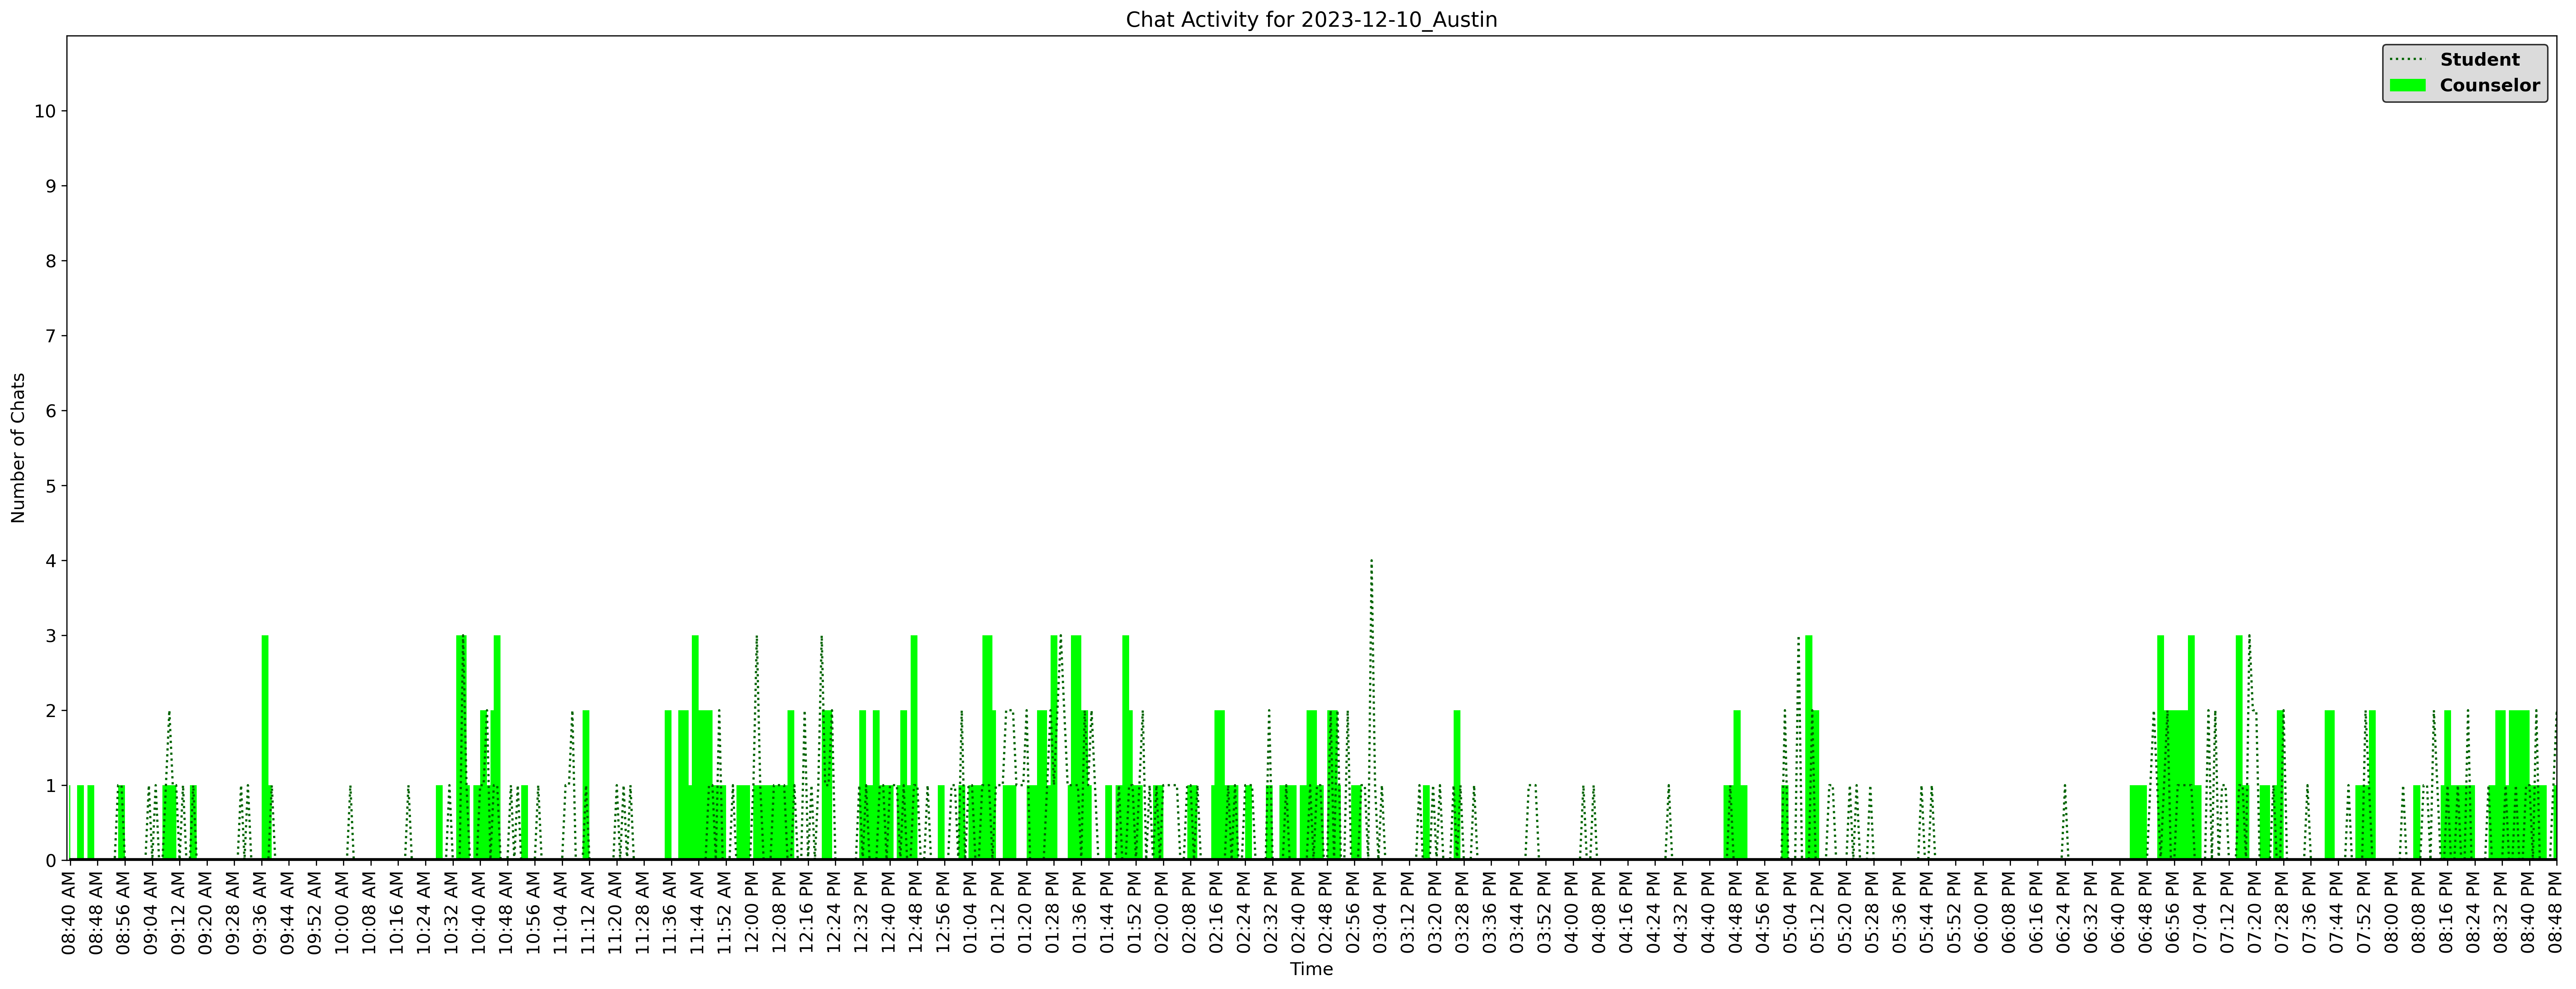 Chat Activity for 2023-12-10_Austin
Student
Counselor
Number of Chats
10
9
8
7
6
5
4
3
2
1
0
08:40 AM
08:48 AM
08:56 AM
09:04 AM
09:12 AM
09:20 AM
09:28 AM
09:36 AM
09:44 AM
09:52 AM
10:00 AM
10:08 AM
10:16 AM
10:24 AM
10:32 AM
10:40 AM
10:48 AM
10:56 AM
11:04 AM
11:12 AM
11:20 AM
11:28 AM
11:36 AM
11:44 AM
11:52 AM
12:00 PM
12:08 PM
12:16 PM
12:24 PM
12:32 PM
12:40 PM
12:48 PM
12:56 PM
01:04 PM
01:12 PM
01:20 PM
01:28 PM
01:36 PM
01:44 PM
01:52 PM
02:00 PM
02:08 PM
02:16 PM
02:24 PM
02:32 PM
02:40 PM
02:48 PM
02:56 PM
03:04 PM
03:12 PM
03:20 PM
03:28 PM
03:36 PM
03:44 PM
03:52 PM
04:00 PM
04:08 PM
04:16 PM
04:24 PM
04:32 PM
04:40 PM
04:48 PM
04:56 PM
05:04 PM
05:12 PM
05:20 PM
05:28 PM
05:36 PM
05:44 PM
05:52 PM
06:00 PM
06:08 PM
06:16 PM
06:24 PM
06:32 PM
06:40 PM
06:48 PM
06:56 PM
07:04 PM
07:12 PM
07:20 PM
07:28 PM
07:36 PM
07:44 PM
07:52 PM
08:00 PM
08:08 PM
08:16 PM
08:24 PM
08:32 PM
08:40 PM
08:48 PM
Time